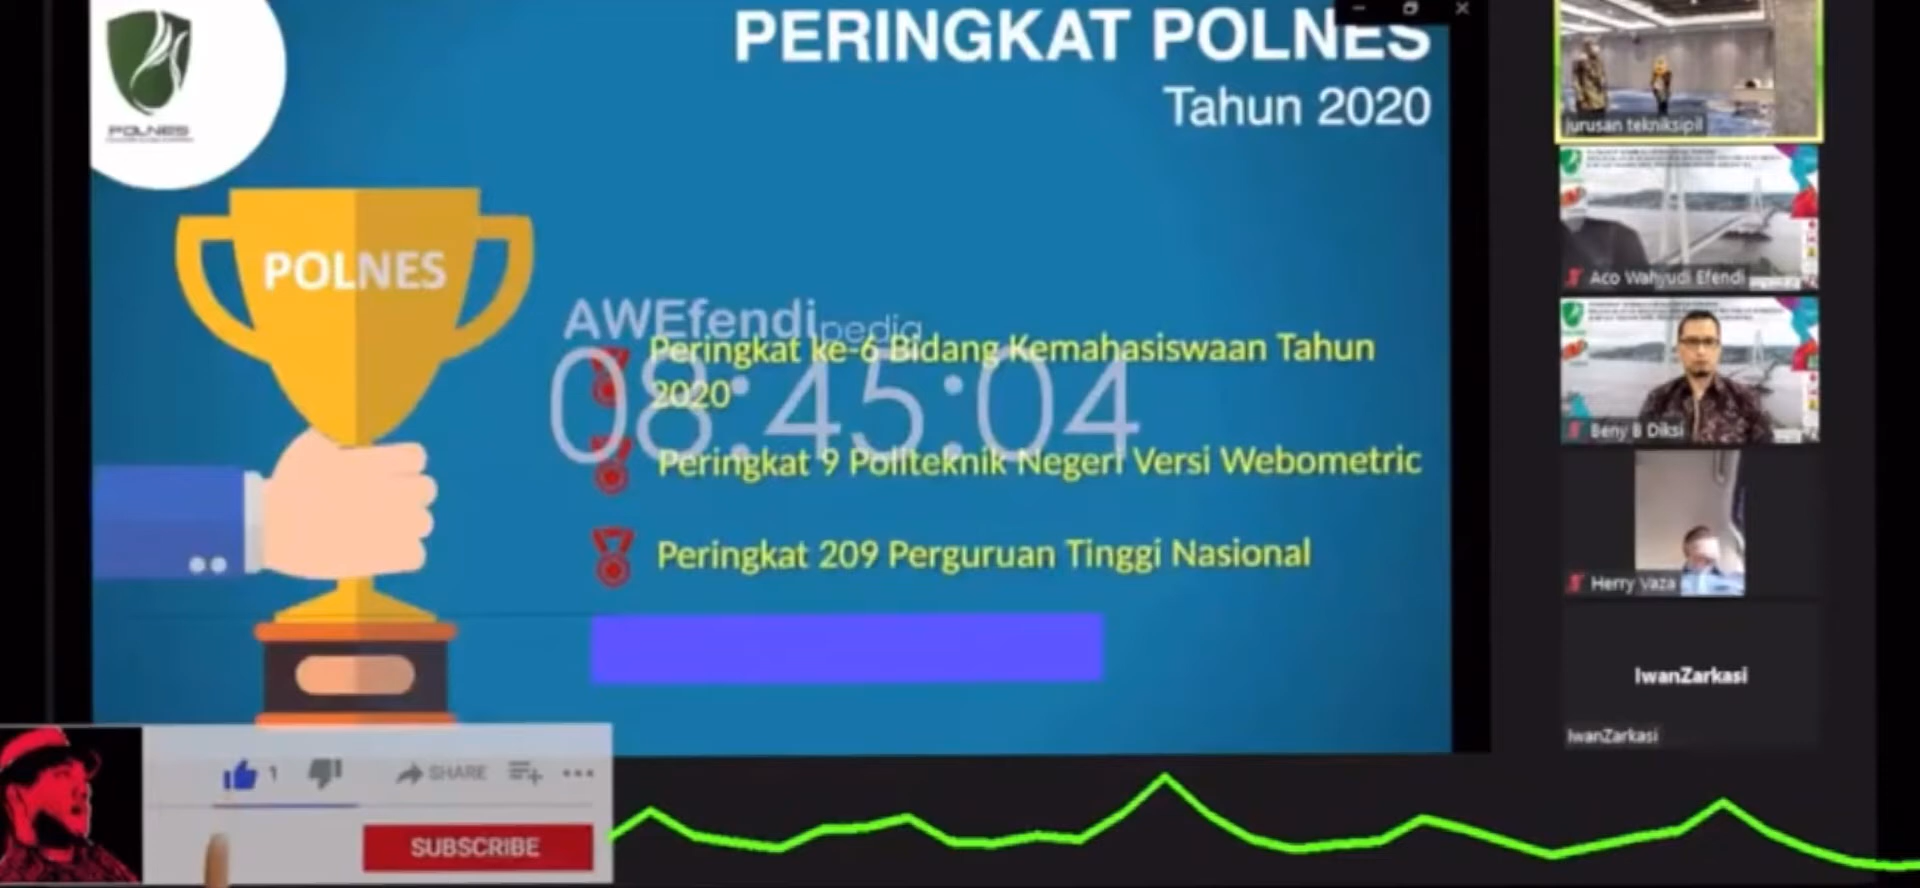 PERINGKAT POLNES
Tahun 2020
POLNES
POLNES
AWEfendipedia
08:45:04
Peringkat ke-6 Bidang Kemahasiswaan Tahun
2020
Peringkat 9 Politeknik Negeri Versi Webometric
Peringkat 209 Perguruan Tinggi Nasional
jurusan tekniksipil
Aco Wahyudi Efendi
Beny B Diksi
Herry Vaza
IwanZarkasi
IwanZarkasi
1
SHARE
SUBSCRIBE